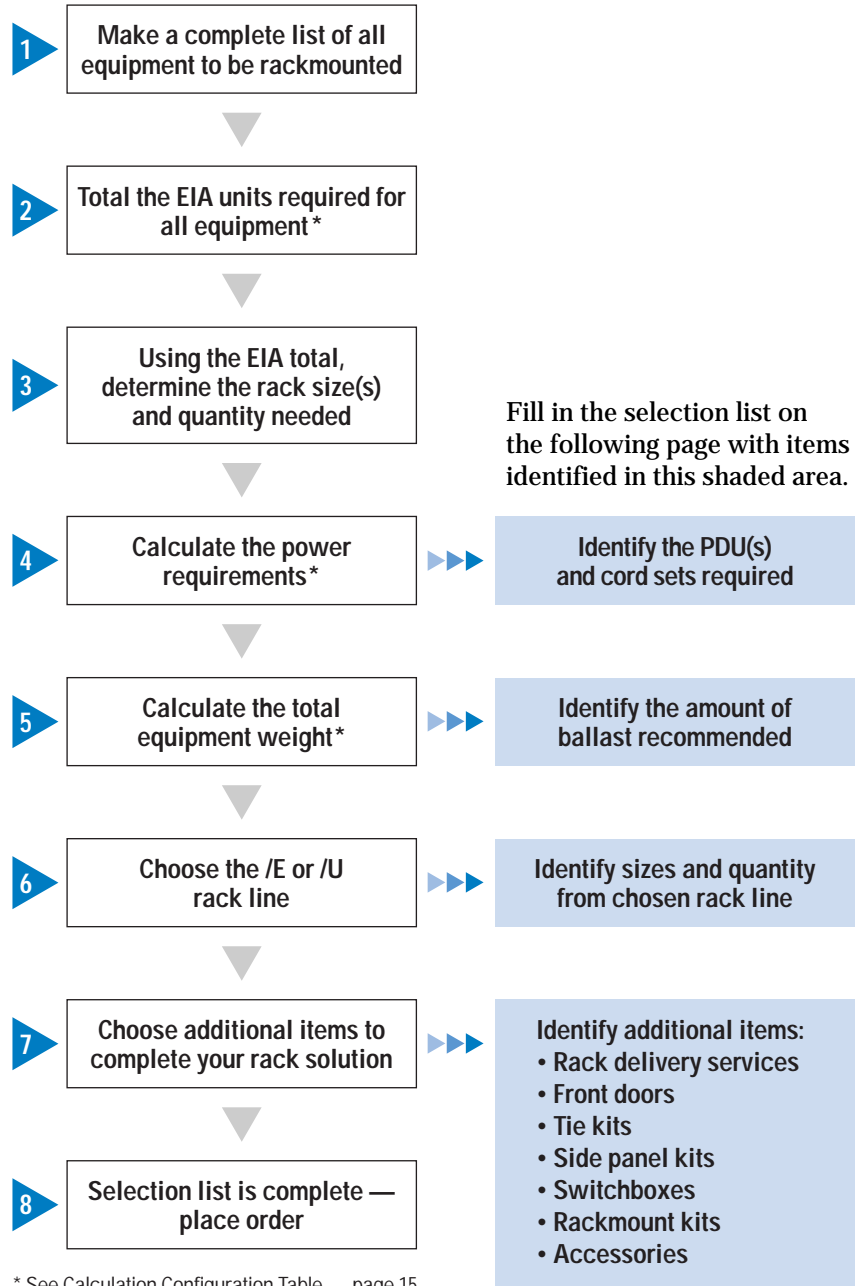 1
Make a complete list of all
equipment to be rackmounted
2
Total the EIA units required for
all equipment*
3
Using the EIA total,
determine the rack size(s)
and quantity needed
Fill in the selection list on
the following page with items
identified in this shaded area.
4
Calculate the power
requirements*
Identify the PDU(s)
and cord sets required
5
Calculate the total
equipment weight*
Identify the amount of
ballast recommended
6
Choose the /E or /U
rack line
Identify sizes and quantity
from chosen rack line
7
Choose additional items to
complete your rack solution
Identify additional items:
• Rack delivery services
• Front doors
• Tie kits
• Side panel kits
• Switchboxes
• Rackmount kits
• Accessories
8
Selection list is complete —
place order
* See Calculation Configuration Table page 15